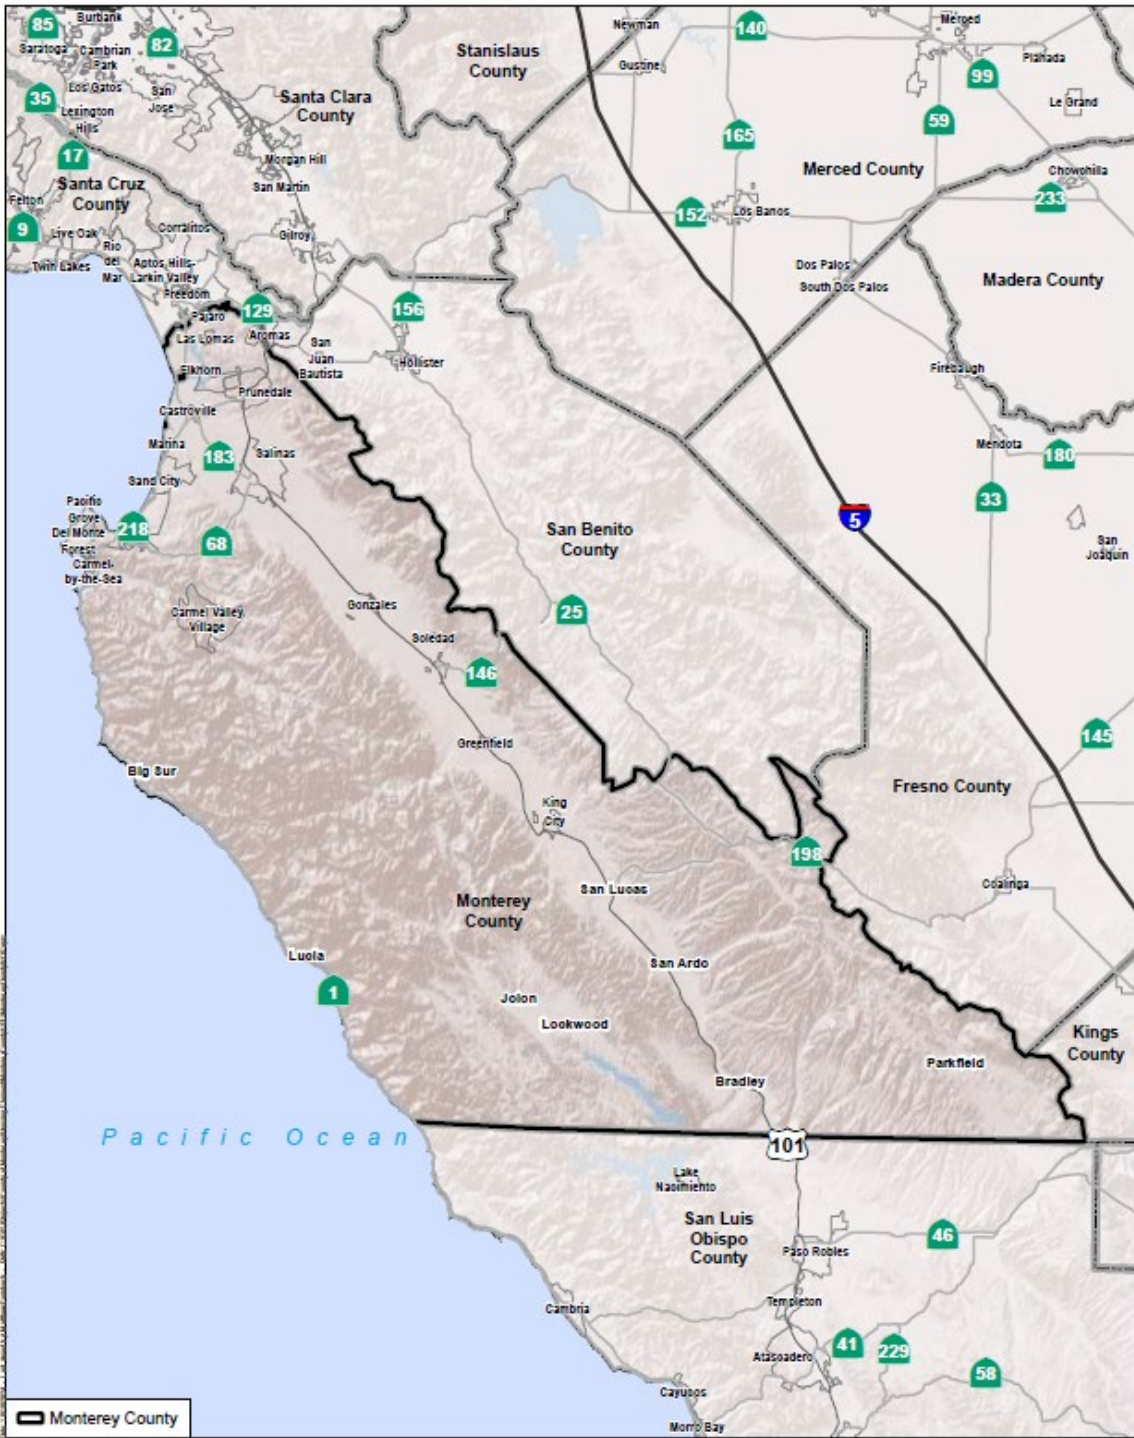 85
Burbank
82
Saratoga
Cambrian
Park
Los Gatos
35
San
Jose
Lexington
Hills
17
Santa Clara
County
Stanislaus
County
Newman
Gustine
140
Merced
Planada
99
Le Grand
59
165
Merced County
Chowchilla
233
152
Los Banos
Morgan Hill
San Martin
Santa Cruz
County
Felton
9
Live Oak
Corralitos
Gilroy
Twin Lakes
Rio
del
Mar
Aptos Hills-
Larkin Valley
Freedom
Dos Palos
South Dos Palos
Madera County
Pajaro
129
156
Las Lomas
Aromas
San
Juan
Bautista
Hollister
Elkhorn
Prunedale
Firebaugh
Castroville
Marina
183
Salinas
Mendota
180
Sand City
33
Pacific
Grove
Del Monte
Forest
218
68
Carmel-
by-the-Sea
5
San Benito
County
San
Joaquin
Carmel Valley
Village
Gonzales
25
Soledad
146
Greenfield
145
Big Sur
Fresno County
King
City
198
Coalinga
San Lucas
Monterey
County
Lucia
San Ardo
1
Jolon
Lockwood
Kings
County
Parkfield
Bradley
Pacific Ocean
101
Lake
Nacimiento
San Luis
Obispo
County
46
Paso Robles
Templeton
Cambria
41
229
Atascadero
58
Cayucos
Morro Bay
Monterey County